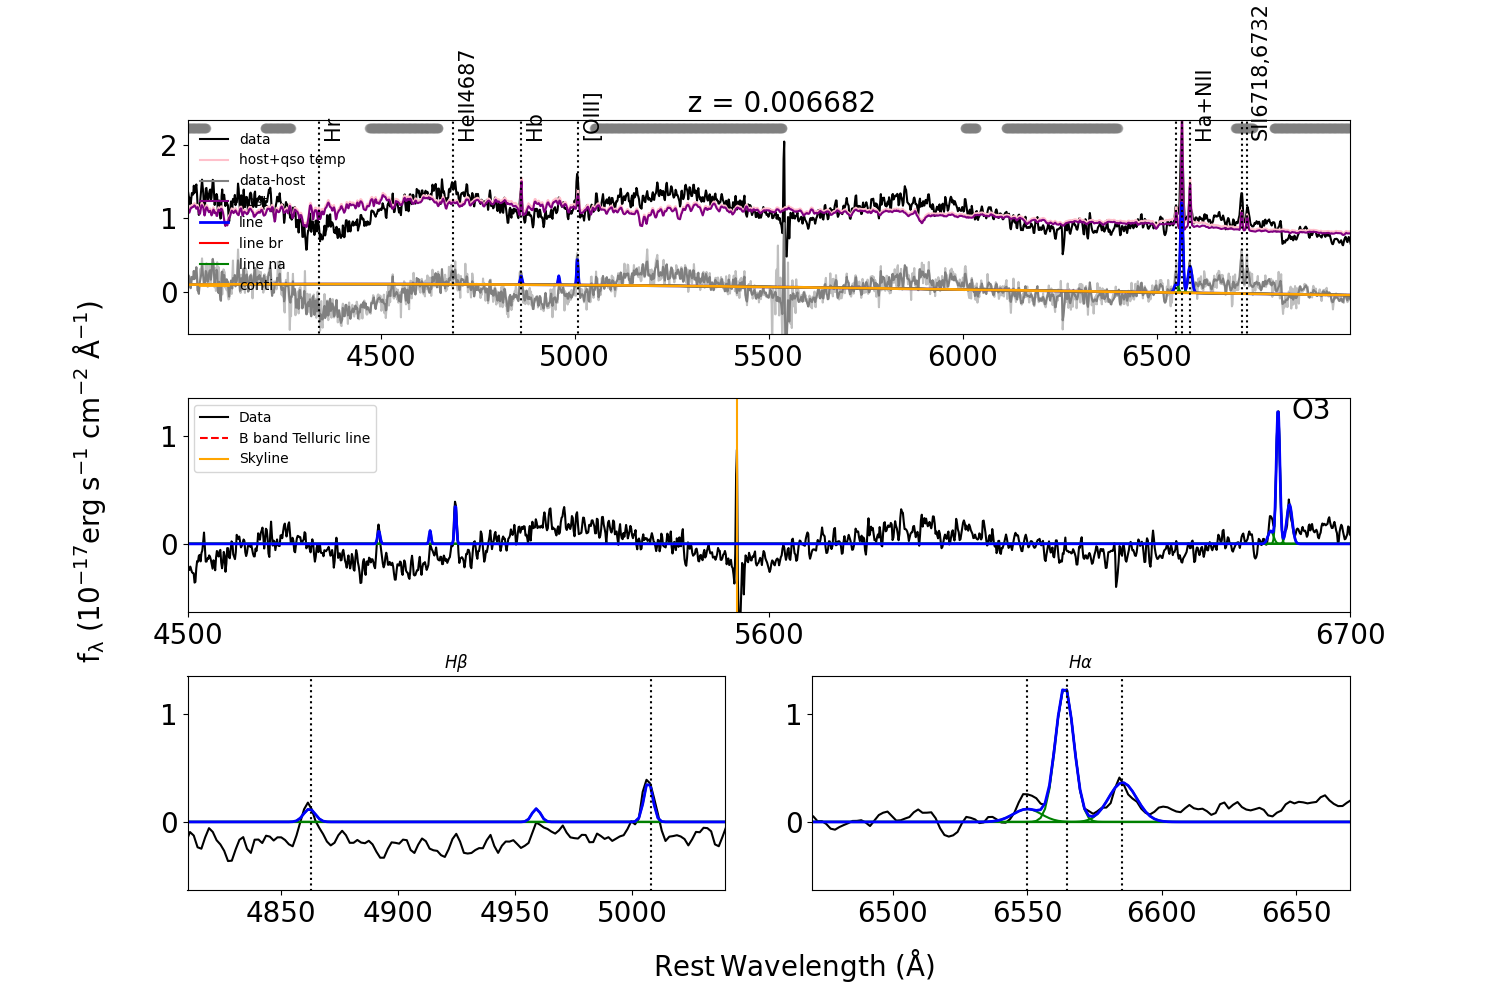 z = 0.006682
Hr
HeII4687
Hb
[OIII]
Ha+NII
SII6718,6732
data
host+qso temp
data-host
line
line br
line na
conti
2
1
0
4500
5000
5500
6000
6500
Data
B band Telluric line
Skyline
O3
1
0
4500
5600
6700
fλ (10⁻¹⁷erg s⁻¹ cm⁻² Å⁻¹)
Hβ
1
0
4850
4900
4950
5000
Hα
1
0
6500
6550
6600
6650
Rest Wavelength (Å)